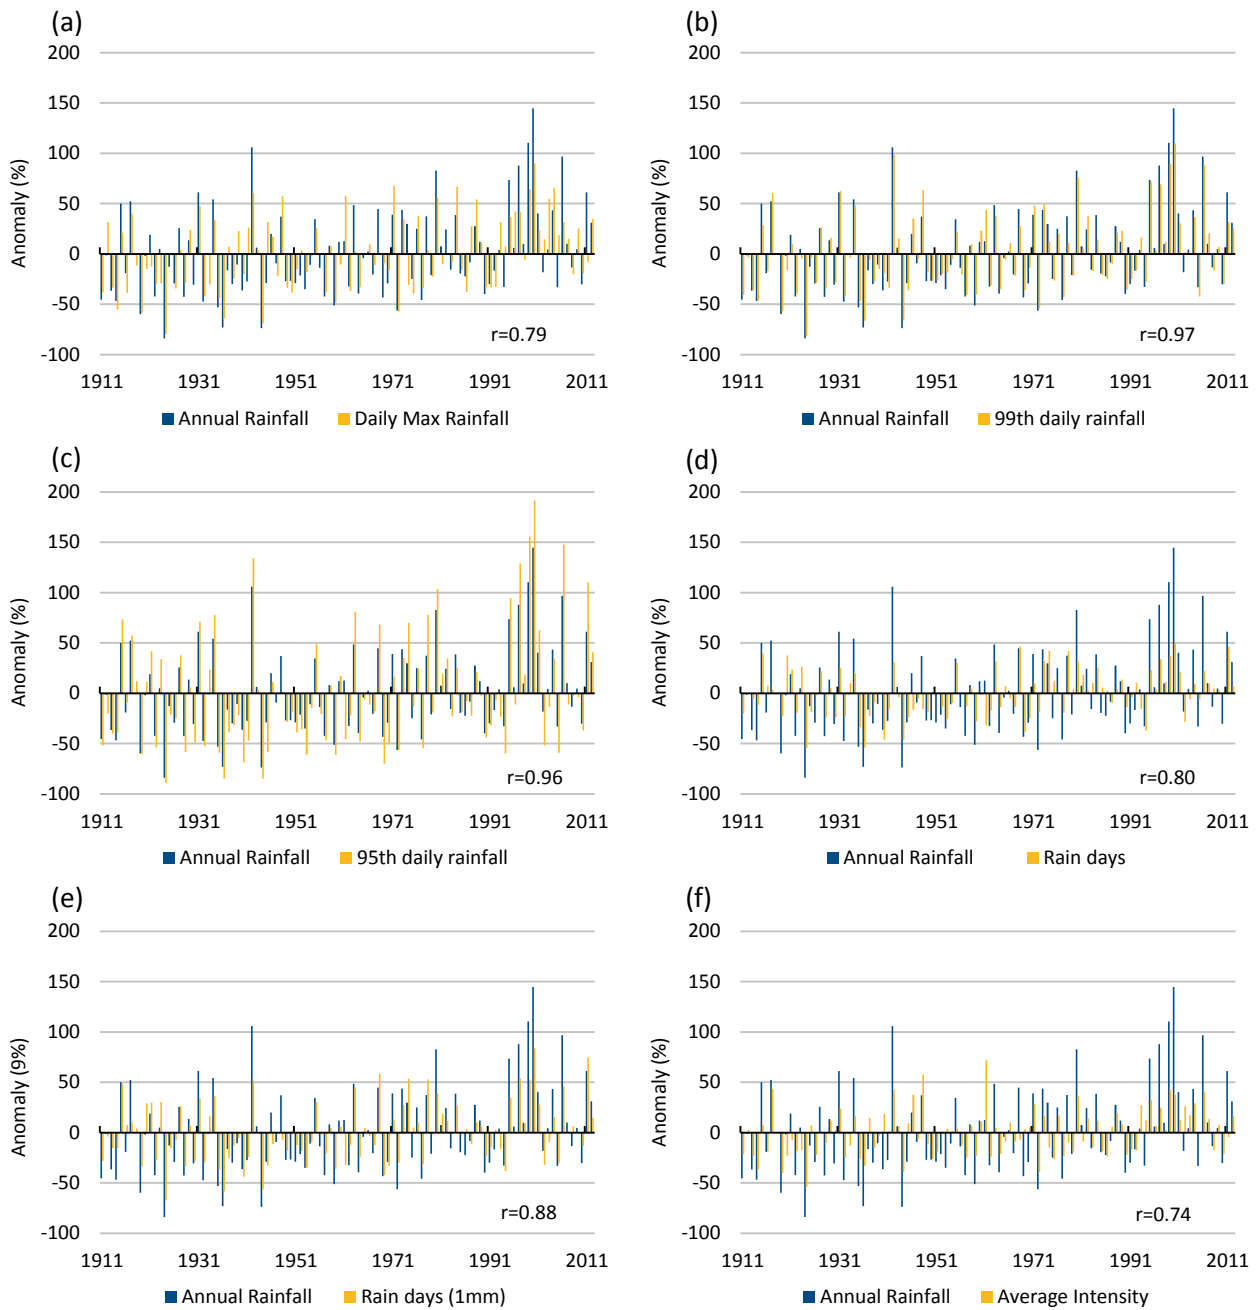 (a)
200
150
100
50
0
-50
-100
Anomaly (%)
r=0.79
1911 1931 1951 1971 1991 2011
Annual Rainfall Daily Max Rainfall
(b)
200
150
100
50
0
-50
-100
Anomaly (%)
r=0.97
1911 1931 1951 1971 1991 2011
Annual Rainfall 99th daily rainfall
(c)
200
150
100
50
0
-50
-100
Anomaly (%)
r=0.96
1911 1931 1951 1971 1991 2011
Annual Rainfall 95th daily rainfall
(d)
200
150
100
50
0
-50
-100
Anomaly (%)
r=0.80
1911 1931 1951 1971 1991 2011
Annual Rainfall Rain days
(e)
200
150
100
50
0
-50
-100
Anomaly (9%)
r=0.88
1911 1931 1951 1971 1991 2011
Annual Rainfall Rain days (1mm)
(f)
200
150
100
50
0
-50
-100
Anomaly (%)
r=0.74
1911 1931 1951 1971 1991 2011
Annual Rainfall Average Intensity